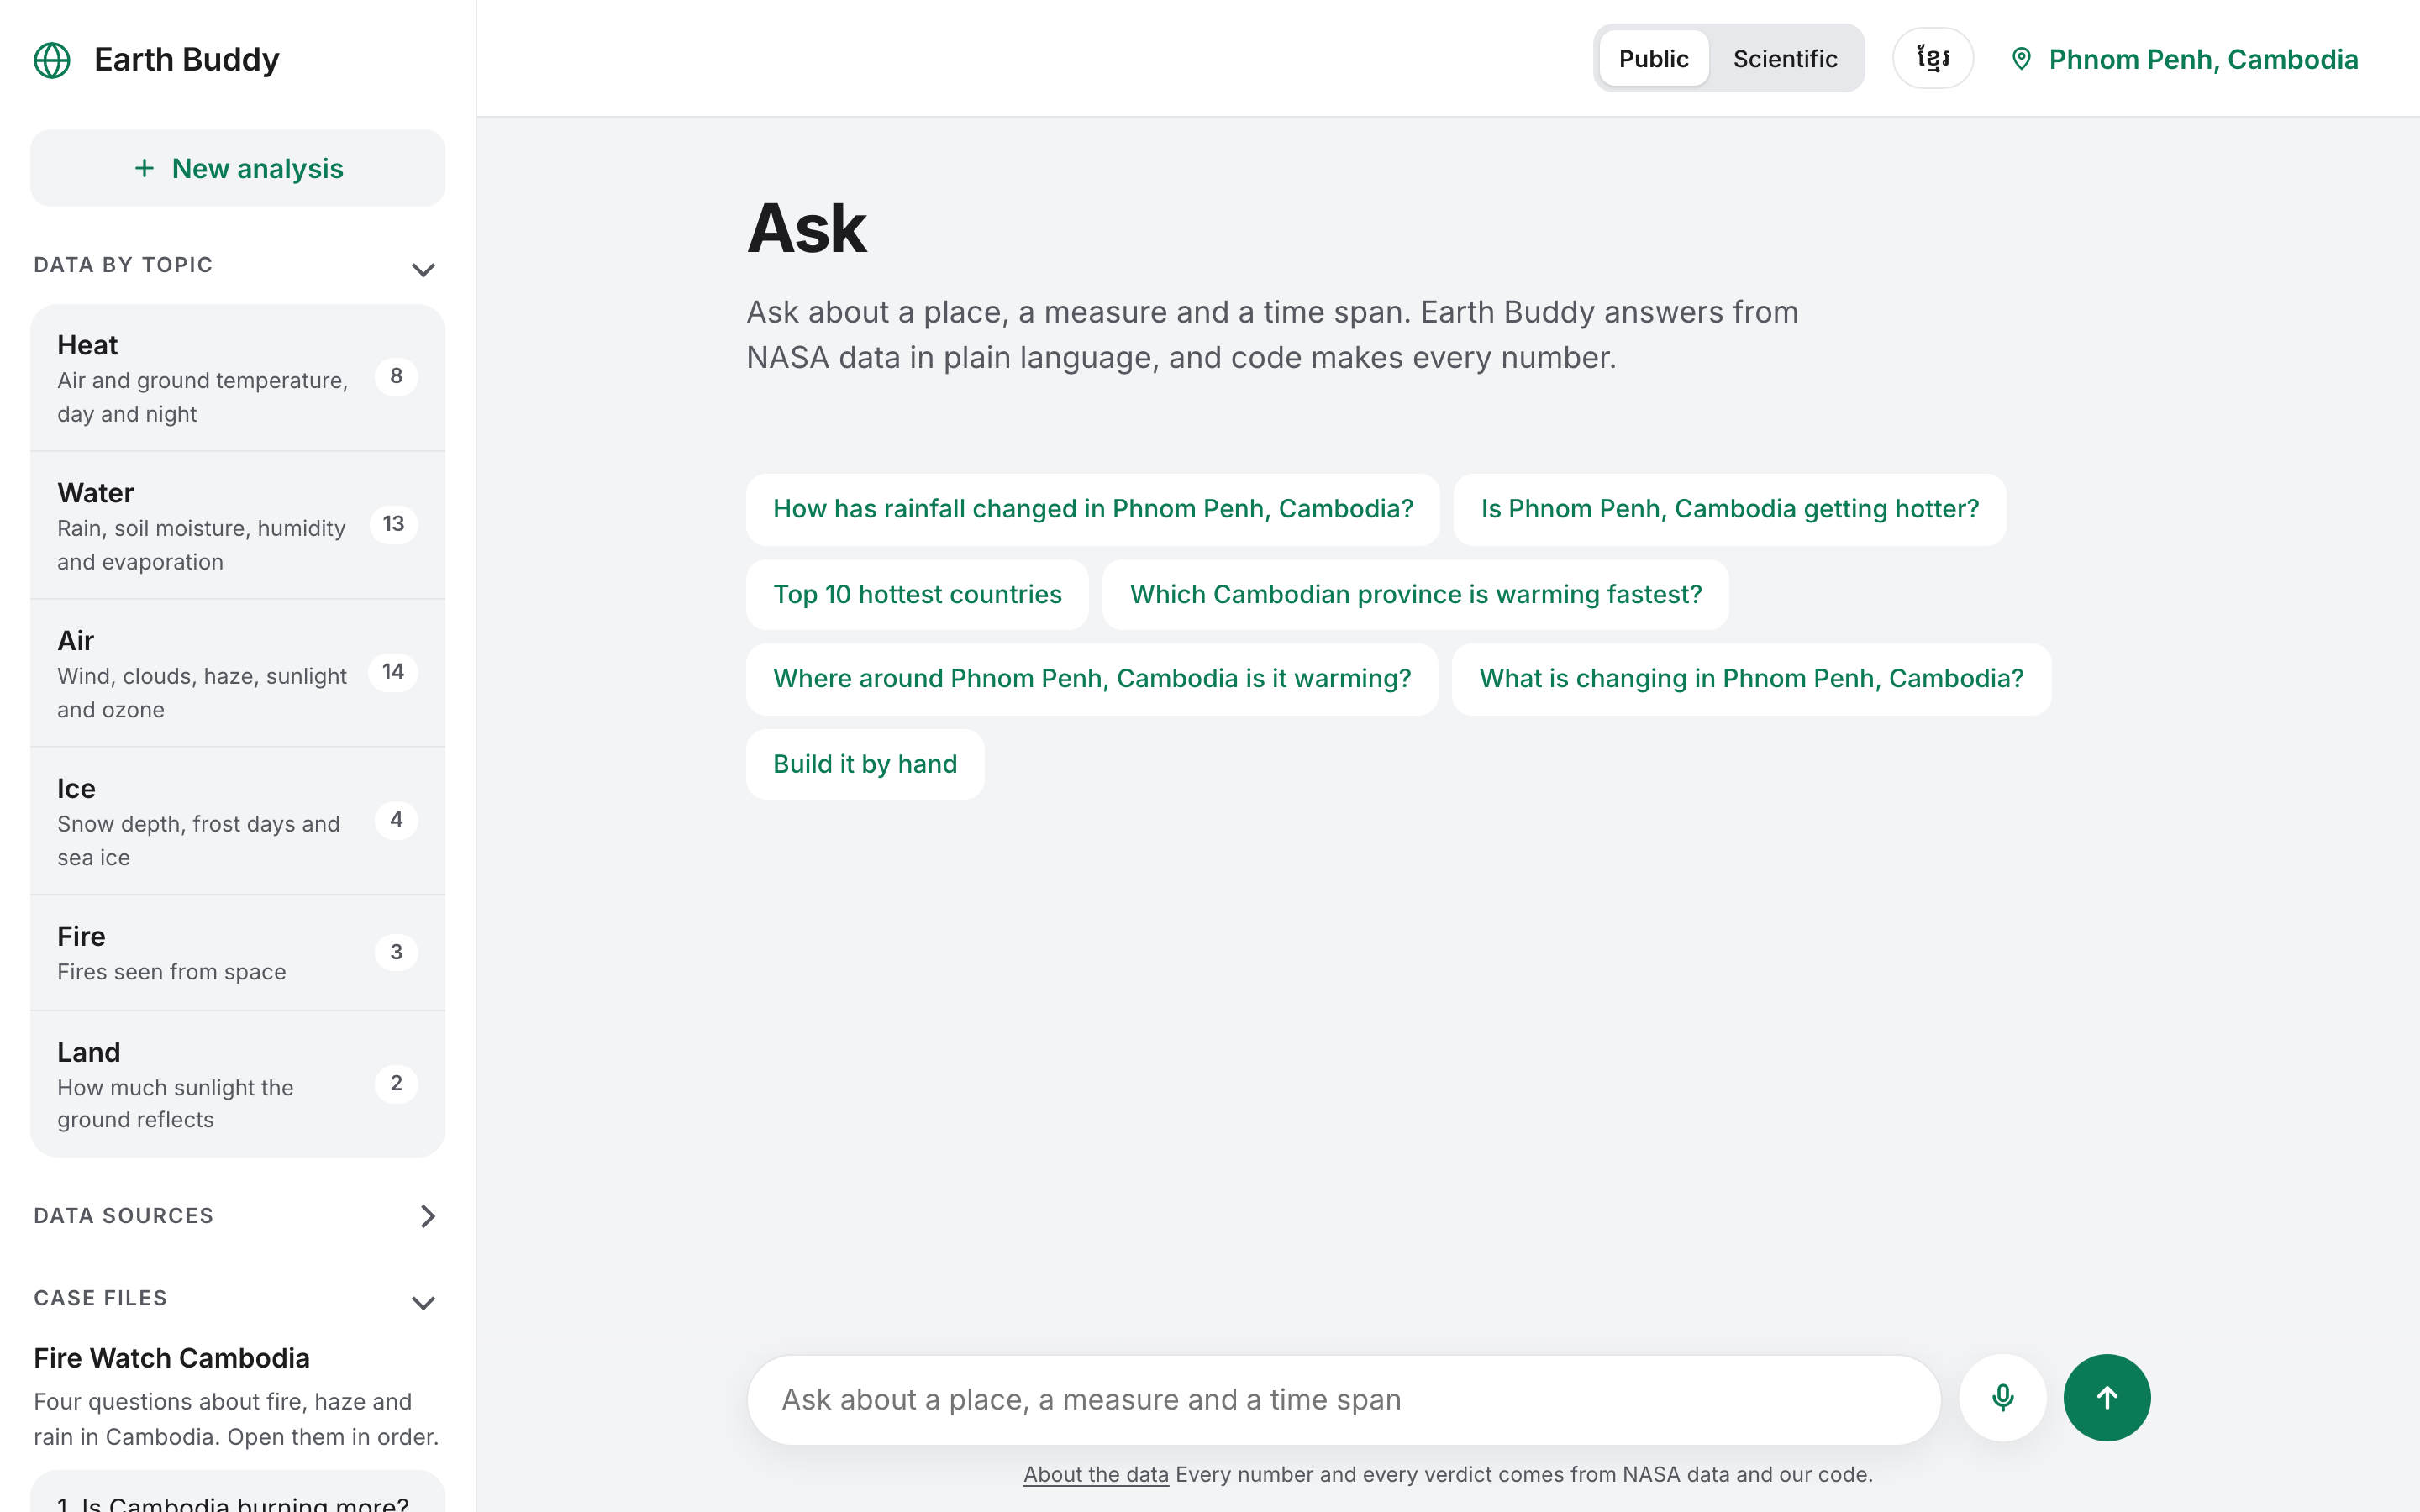 Earth Buddy
New analysis
DATA BY TOPIC
Heat
Air and ground temperature,
day and night
8
Water
Rain, soil moisture, humidity
and evaporation
13
Air
Wind, clouds, haze, sunlight
and ozone
14
Ice
Snow depth, frost days and
sea ice
4
Fire
Fires seen from space
3
Land
How much sunlight the
ground reflects
2
DATA SOURCES
CASE FILES
Fire Watch Cambodia
Four questions about fire, haze and
rain in Cambodia. Open them in order.
1. Is Cambodia burning more?
Public
Scientific
ខ្មែរ
Phnom Penh, Cambodia
Ask
Ask about a place, a measure and a time span. Earth Buddy answers from
NASA data in plain language, and code makes every number.
How has rainfall changed in Phnom Penh, Cambodia?
Is Phnom Penh, Cambodia getting hotter?
Top 10 hottest countries
Which Cambodian province is warming fastest?
Where around Phnom Penh, Cambodia is it warming?
What is changing in Phnom Penh, Cambodia?
Build it by hand
Ask about a place, a measure and a time span
About the data Every number and every verdict comes from NASA data and our code.